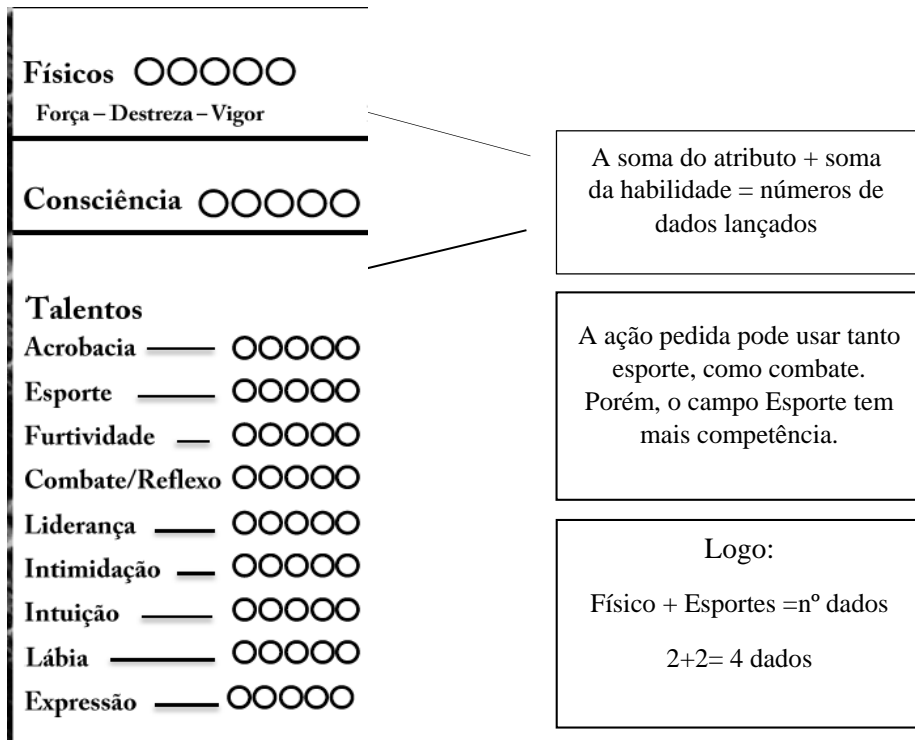 Físicos
Força – Destreza – Vigor
Consciência
Talentos
Acrobacia
Esporte
Furtividade
Combate/Reflexo
Liderança
Intimidação
Intuição
Lábia
Expressão
A soma do atributo + soma
da habilidade = números de
dados lançados
A ação pedida pode usar tanto
esporte, como combate.
Porém, o campo Esporte tem
mais competência.
Logo:
Físico + Esportes =nº dados
2+2= 4 dados